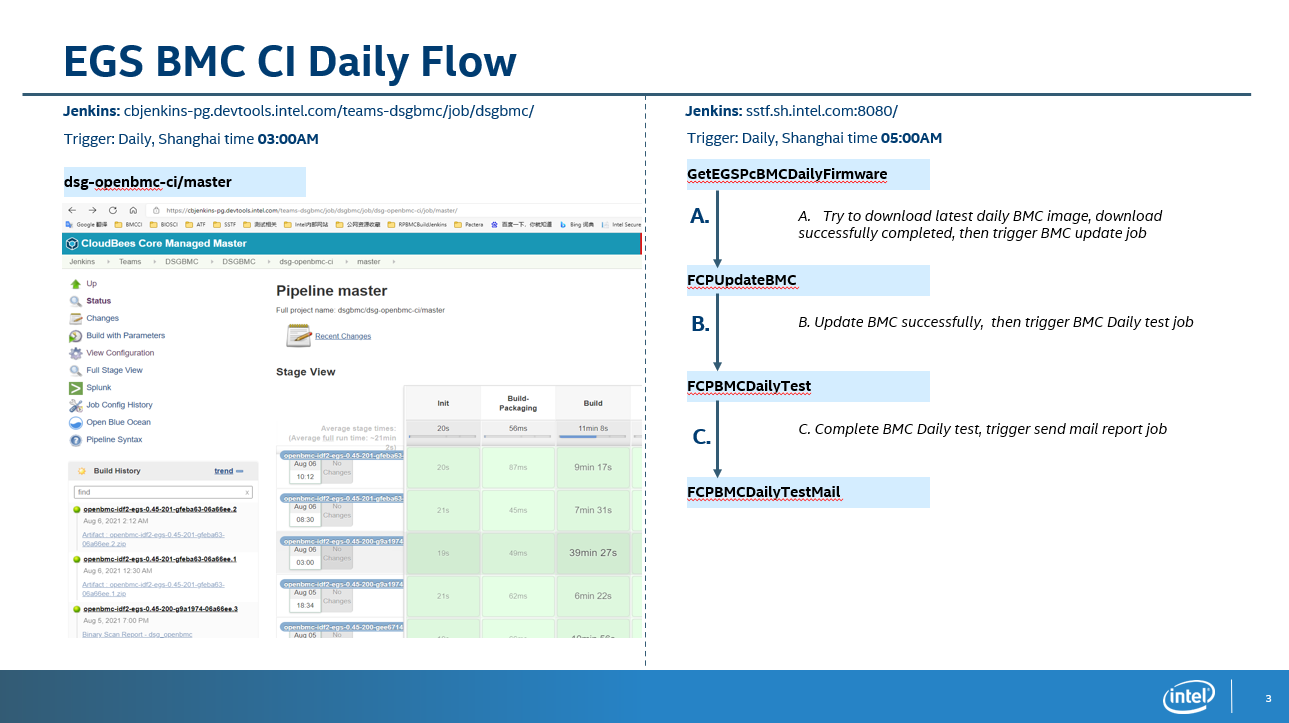 EGS BMC CI Daily Flow
Jenkins: cbjenkins-pg.devtools.intel.com/teams-dsgbmc/job/dsgbmc/
Trigger: Daily, Shanghai time 03:00AM
dsg-openbmc-ci/master
https://cbjenkins-pg.devtools.intel.com/teams-dsgbmc/job/dsgbmc/job/dsg-openbmc-ci/job/master/
Google 翻译 BMCCI BIOSCI ATF SSTF 测试相关 Intel内部网站 公网资源收藏 RPBMCBuildJenkins Pactera 百度一下,你就知道 Bing 词典 Intel Secure
CloudBees Core Managed Master
Jenkins Teams DSGBMC DSGBMC dsg-openbmc-ci master
Up
Status
Changes
Build with Parameters
View Configuration
Full Stage View
Splunk
Job Config History
Open Blue Ocean
Pipeline Syntax
Build History trend
find x
openbmc-idf2-egs-0.45-201-gfeba63-06a66ee.2
Aug 6, 2021 2:12 AM
Artifact : openbmc-idf2-egs-0.45-201-gfeba63-
06a66ee.2.zip
openbmc-idf2-egs-0.45-201-gfeba63-06a66ee.1
Aug 6, 2021 12:30 AM
Artifact : openbmc-idf2-egs-0.45-201-gfeba63-
06a66ee.1.zip
openbmc-idf2-egs-0.45-200-g9a1974-06a66ee.3
Aug 5, 2021 7:00 PM
Binary Scan Report - dsg_openbmc
Pipeline master
Full project name: dsgbmc/dsg-openbmc-ci/master
Recent Changes
Stage View
Init Build-
Packaging Build
Average stage times:
(Average full run time: ~21min
2s)
20s 56ms 11min 8s
openbmc-idf2-egs-0.45-201-gfeba63-
Aug 06
10:12
No
Changes
20s 87ms 9min 17s
openbmc-idf2-egs-0.45-201-gfeba63-
Aug 06
08:30
No
Changes
21s 45ms 7min 31s
openbmc-idf2-egs-0.45-200-g9a1974
Aug 06
03:00
No
Changes
19s 49ms 39min 27s
openbmc-idf2-egs-0.45-200-g9a1974
Aug 05
18:34
No
Changes
21s 62ms 6min 22s
openbmc-idf2-egs-0.45-200-gee6714
Aug 05
No
Jenkins: sstf.sh.intel.com:8080/
Trigger: Daily, Shanghai time 05:00AM
GetEGSPcBMCDailyFirmware
A.
A. Try to download latest daily BMC image, download
successfully completed, then trigger BMC update job
FCPUpdateBMC
B.
B. Update BMC successfully, then trigger BMC Daily test job
FCPBMCDailyTest
C.
C. Complete BMC Daily test, trigger send mail report job
FCPBMCDailyTestMail
intel
3